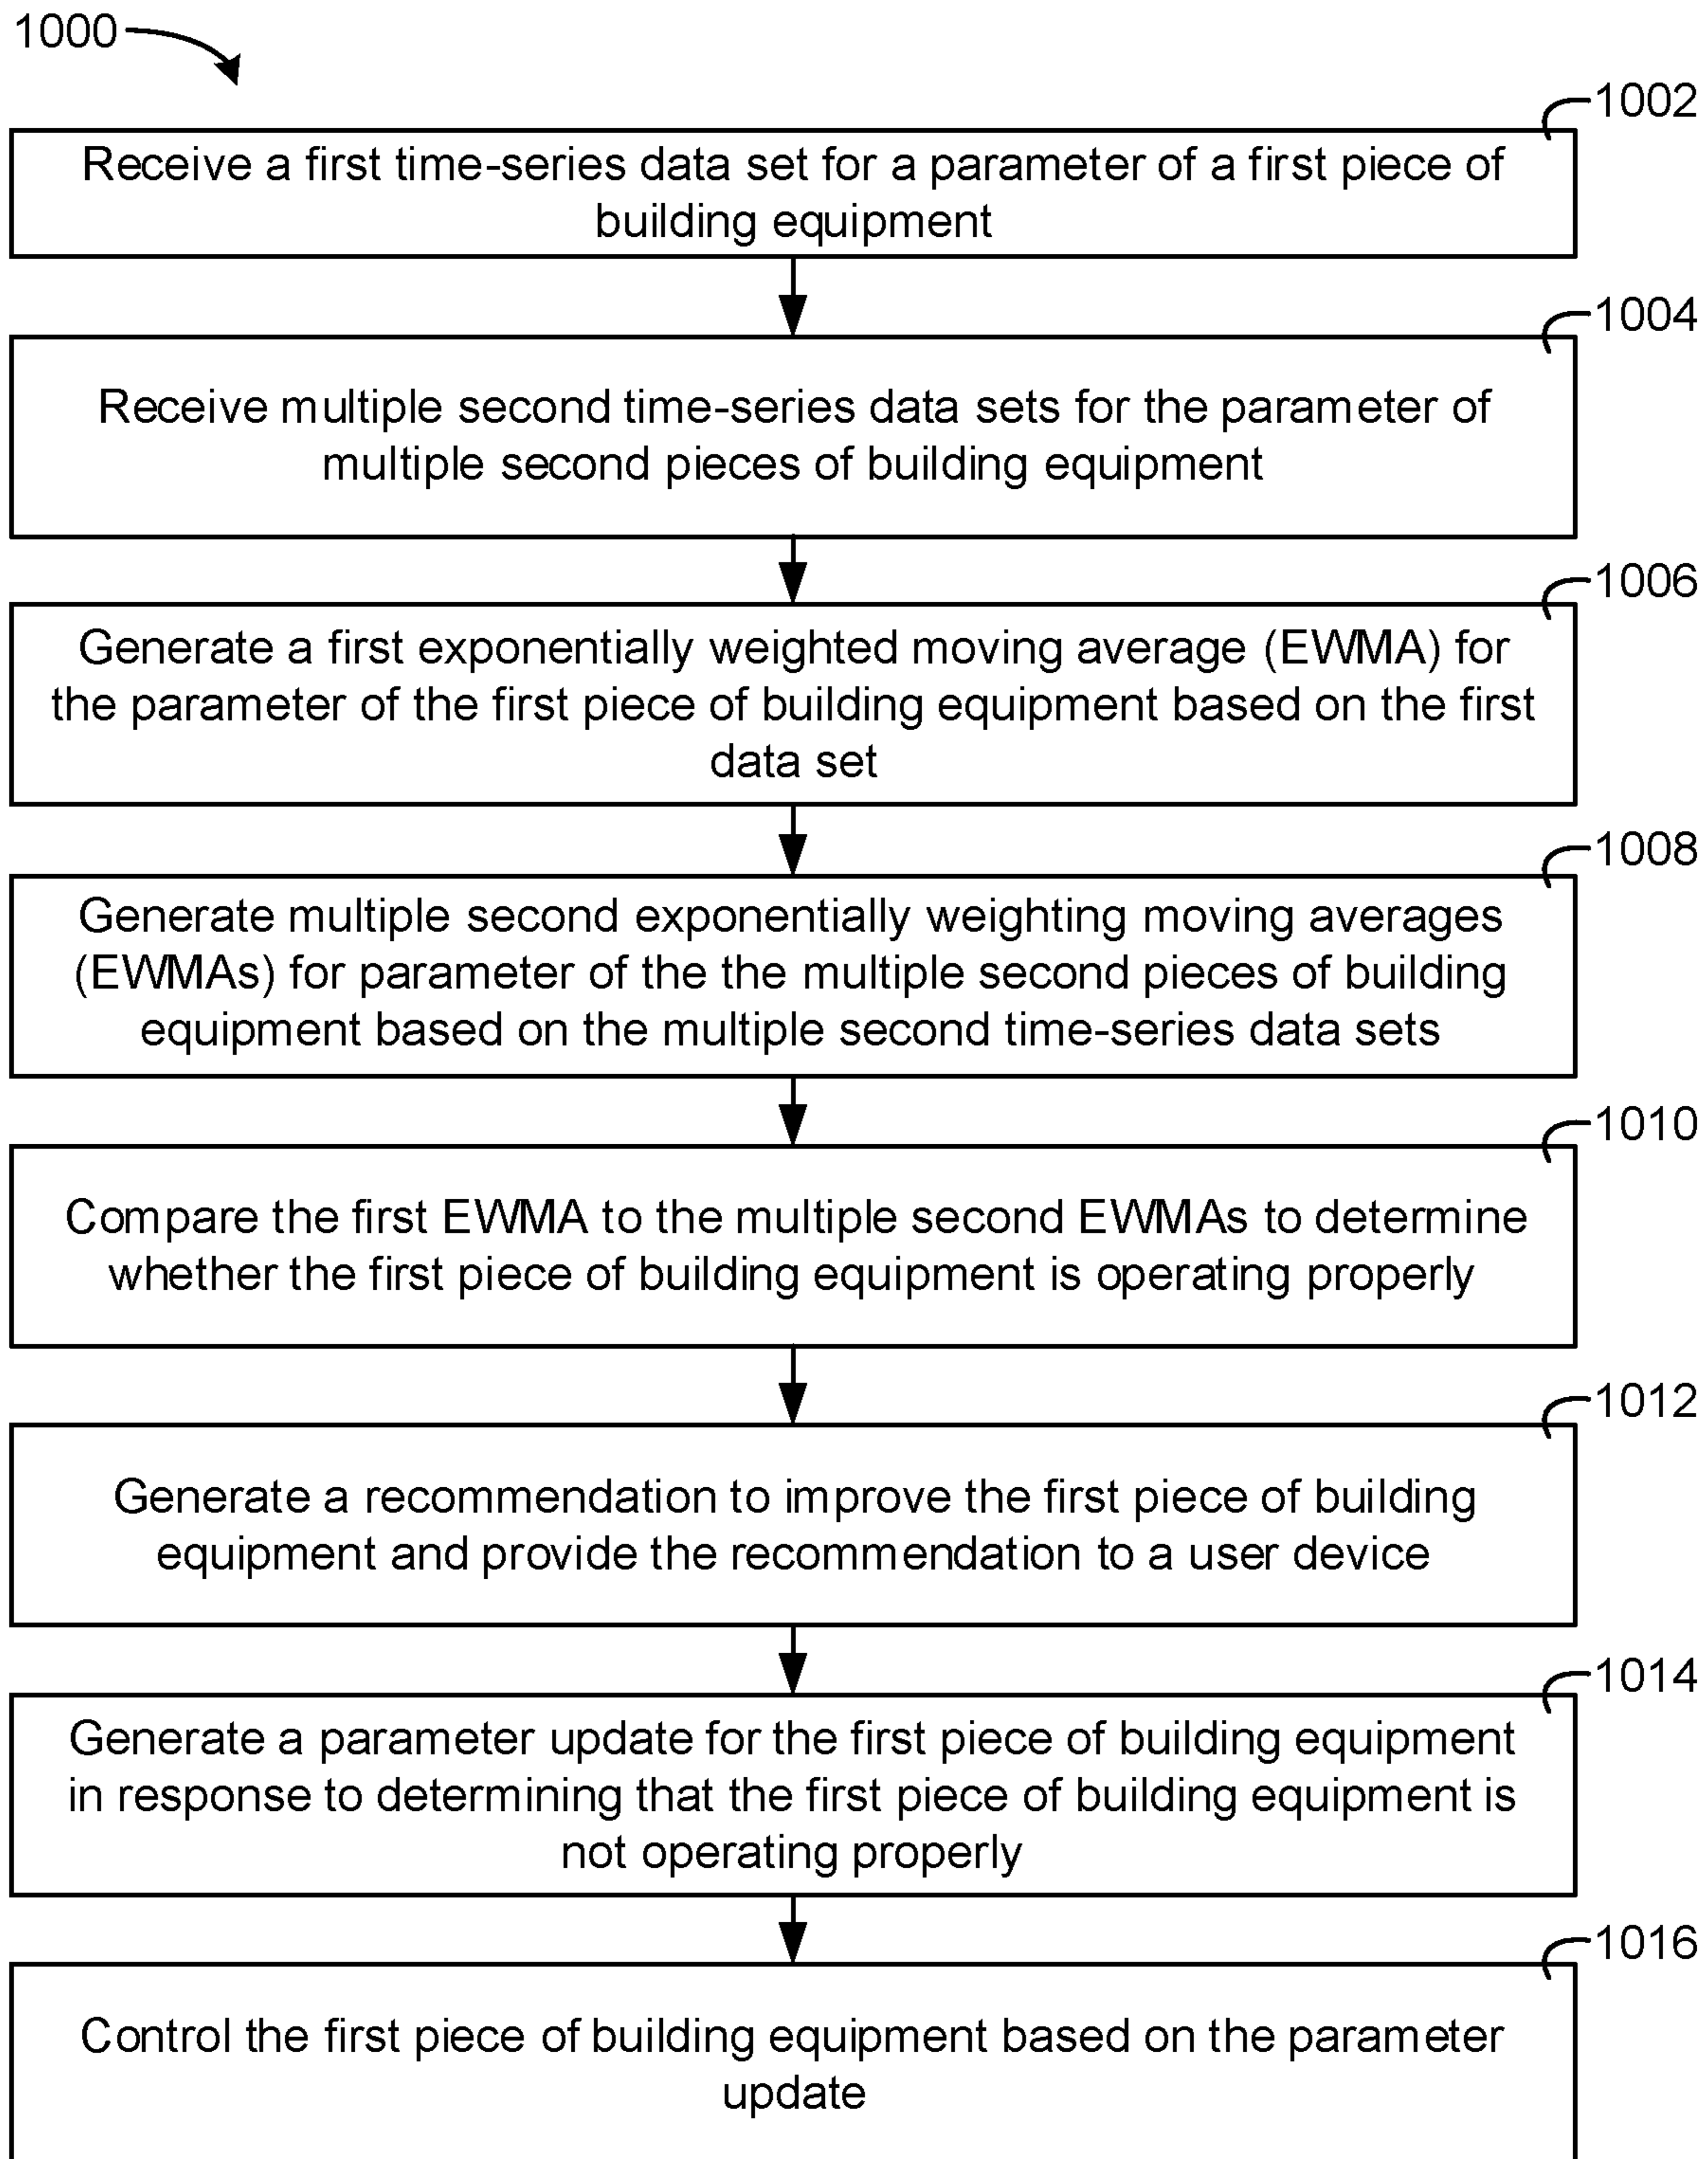 1000
1002
Receive a first time-series data set for a parameter of a first piece of
building equipment
1004
Receive multiple second time-series data sets for the parameter of
multiple second pieces of building equipment
1006
Generate a first exponentially weighted moving average (EWMA) for
the parameter of the first piece of building equipment based on the first
data set
1008
Generate multiple second exponentially weighting moving averages
(EWMAs) for parameter of the the multiple second pieces of building
equipment based on the multiple second time-series data sets
1010
Compare the first EWMA to the multiple second EWMAs to determine
whether the first piece of building equipment is operating properly
1012
Generate a recommendation to improve the first piece of building
equipment and provide the recommendation to a user device
1014
Generate a parameter update for the first piece of building equipment
in response to determining that the first piece of building equipment is
not operating properly
1016
Control the first piece of building equipment based on the parameter
update